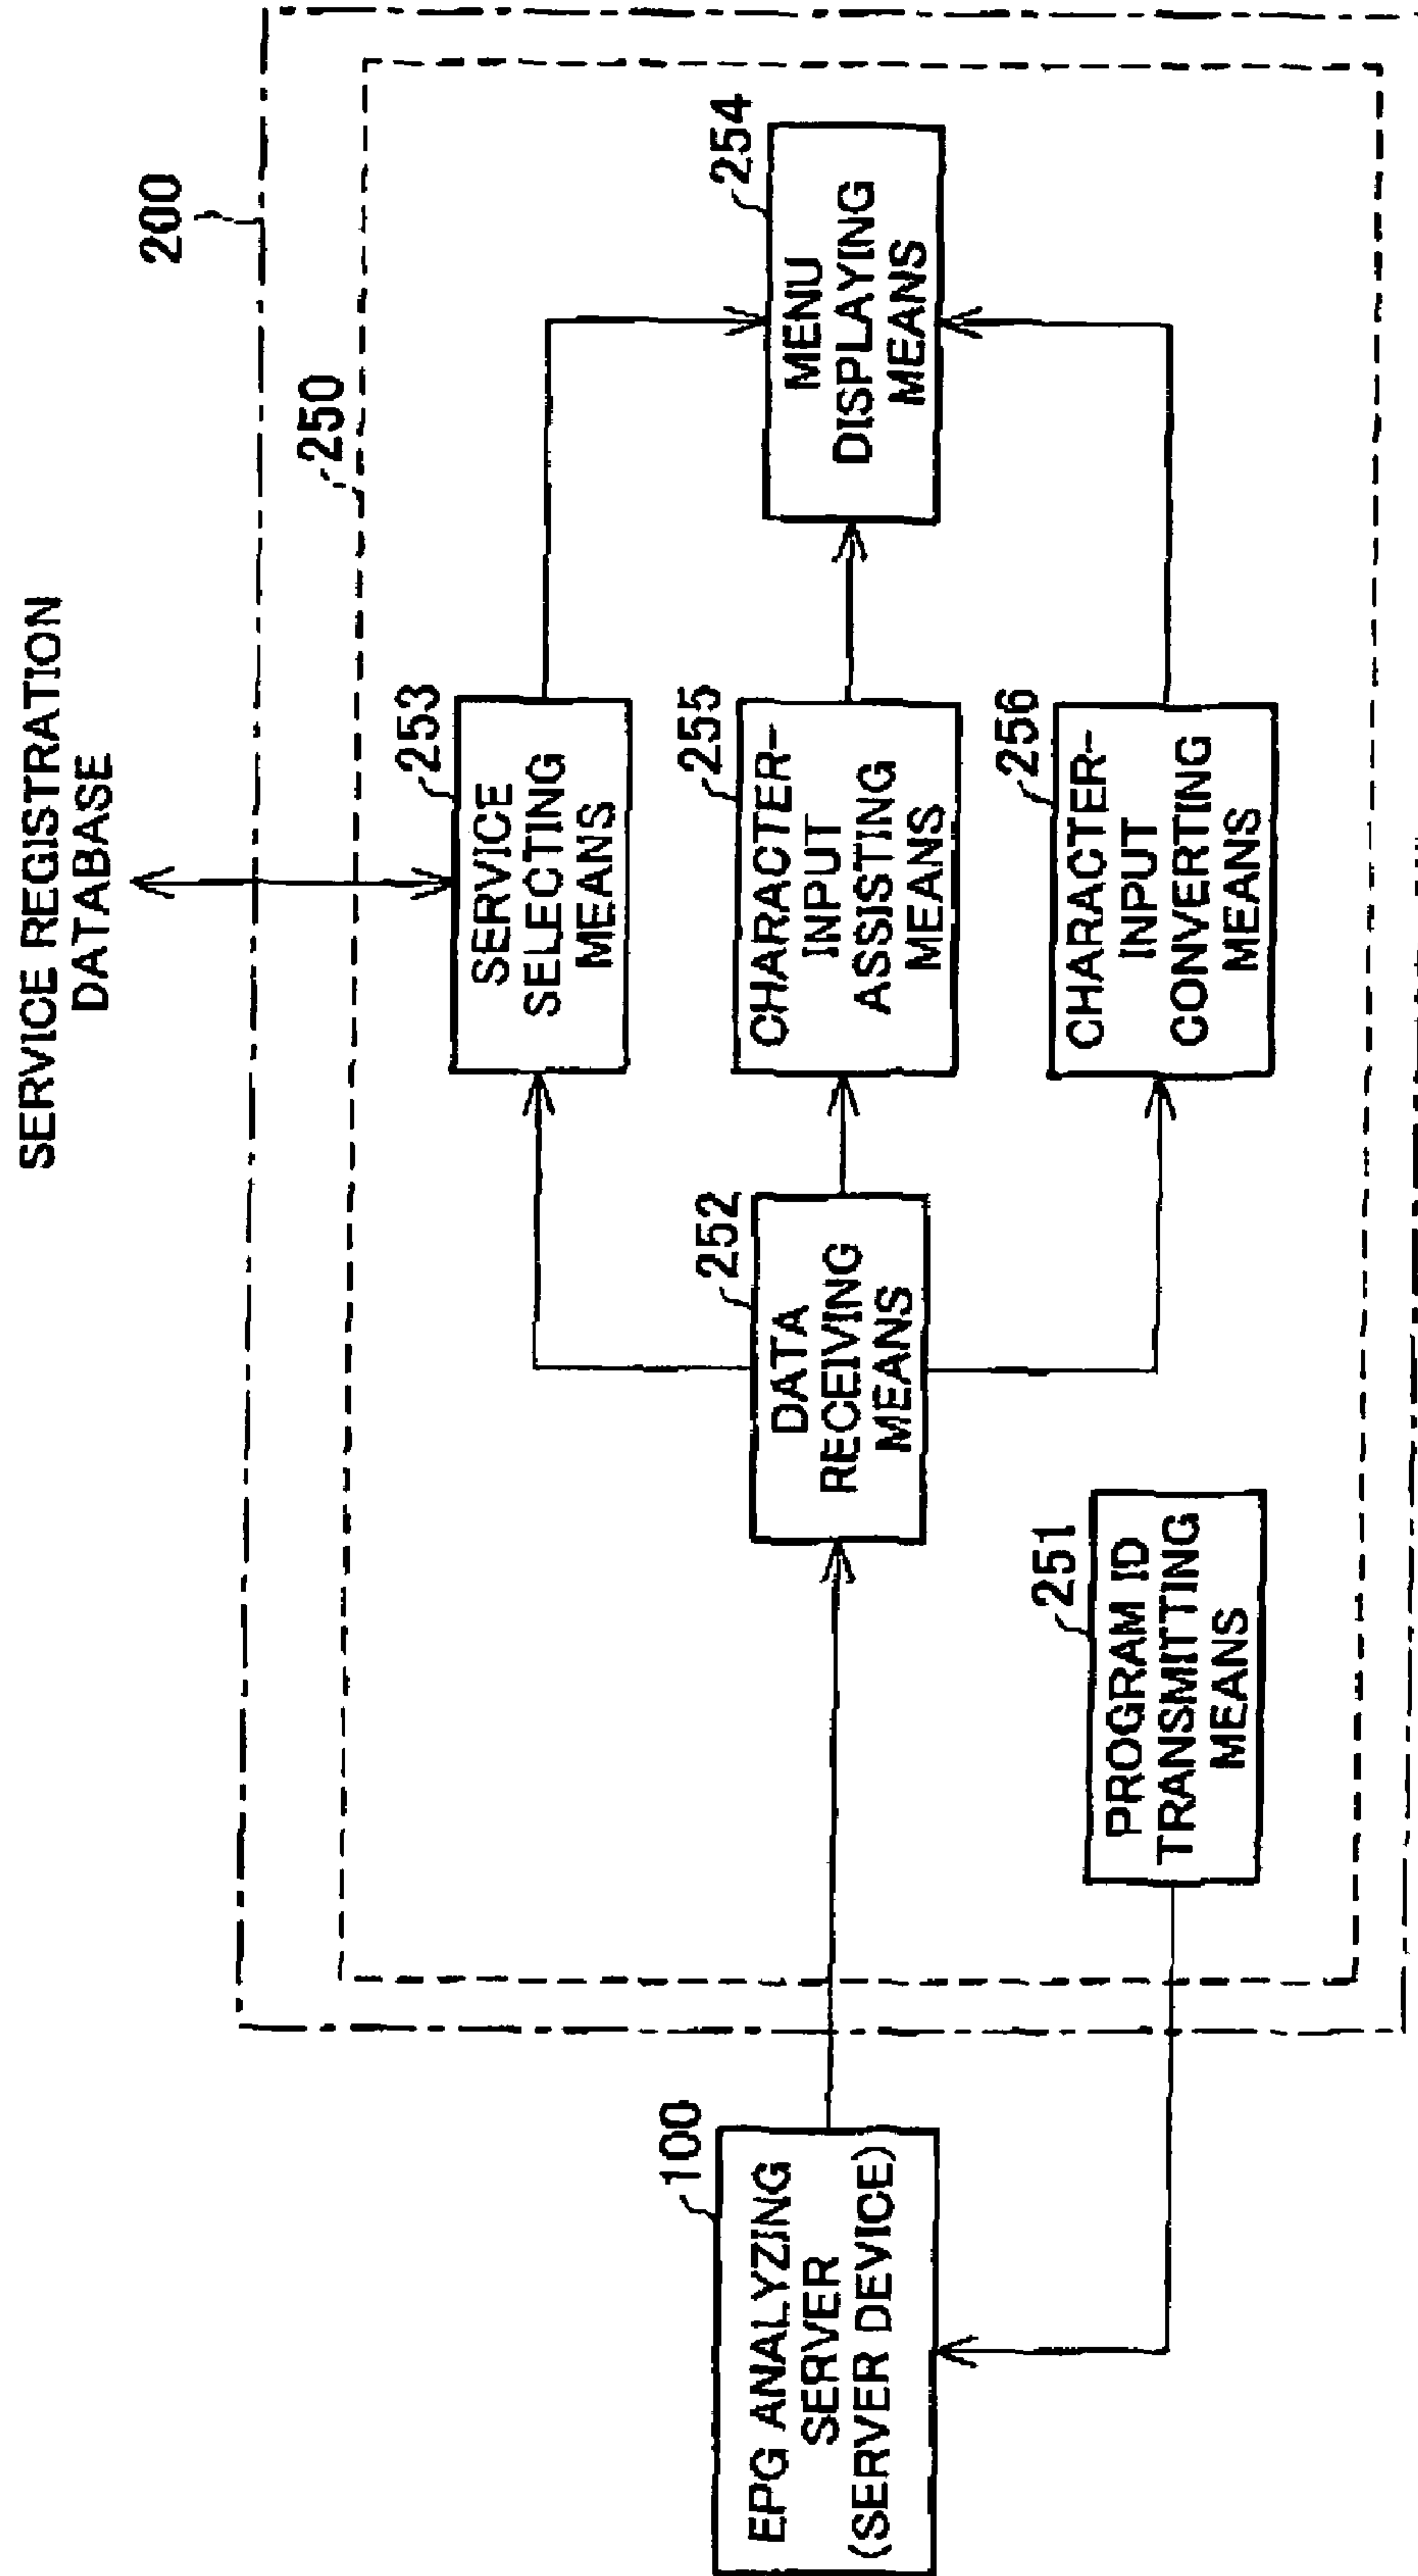 SERVICE REGISTRATION
DATABASE
200
250
253
SERVICE
SELECTING
MEANS
254
MENU
DISPLAYING
MEANS
252
DATA
RECEIVING
MEANS
255
CHARACTER-
INPUT
ASSISTING
MEANS
100
EPG ANALYZING
SERVER
(SERVER DEVICE)
251
PROGRAM ID
TRANSMITTING
MEANS
256
CHARACTER-
INPUT
CONVERTING
MEANS